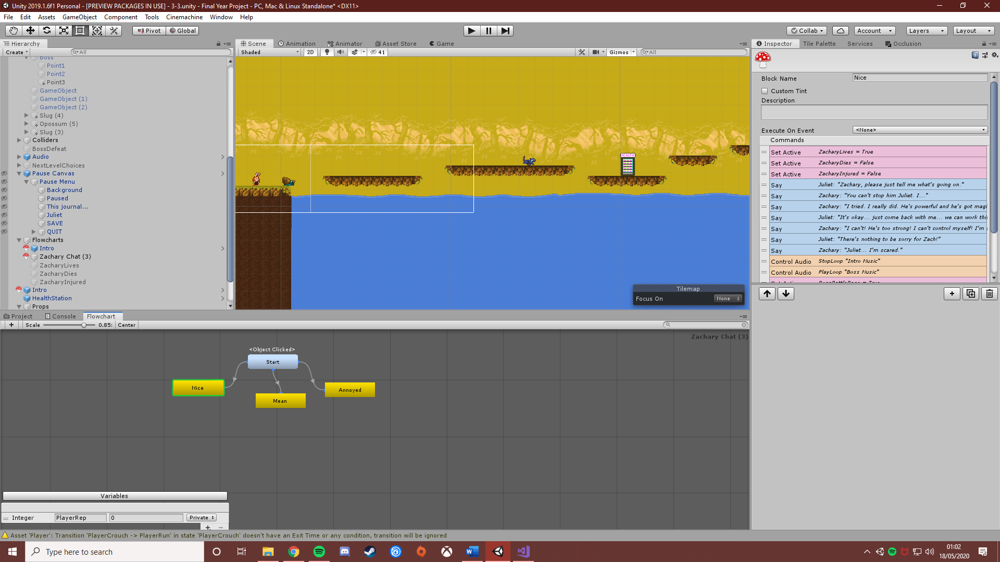 Unity 2019.1.6f1 Personal - [PREVIEW PACKAGES IN USE] - 3-3.unity - Final Year Project - PC, Mac & Linux Standalone* <DX11>
File Edit Assets GameObject Component Tools Cinemachine Window Help
Pivot Global Collab Account Layers Layout
Hierarchy
Create All
Boss
Point1
Point2
Point3
GameObject
GameObject (1)
GameObject (2)
Slug (4)
Opossum (5)
Slug (3)
Colliders
BossDefeat
Audio
NextLevelChoices
Pause Canvas
Pause Menu
Background
Paused
This journal...
Juliet
SAVE
QUIT
Flowcharts
Intro
Zachary Chat (3)
ZacharyLives
ZacharyDies
ZacharyInjured
Intro
HealthStation
Props
Scene Animation Animator Asset Store Game
Shaded 2D 41 Gizmos All
HEALTH
Tilemap
Focus On None
Inspector Tile Palette Services Occlusion
Block Name Nice
Custom Tint
Description
Execute On Event <None>
Commands
Set Active ZacharyLives = True
Set Active ZacharyDies = False
Set Active ZacharyInjured = False
Say Juliet: "Zachary, please just tell me what's going on."
Say Zachary: "You can't stop him Juliet. I..."
Say Zachary: "I tried. I really did. He's powerful and he's got magi
Say Juliet: "It's okay... just come back with me... we can work this
Say Zachary: "I can't! He's too strong! I can't control myself! I'm s
Say Juliet: "There's nothing to be sorry for Zach!"
Say Zachary: "Juliet... I'm scared."
Control Audio StopLoop "Intro Music"
Control Audio PlayLoop "Boss Music"
Project Console Flowchart
Scale 0.85: Center
Zachary Chat (3)
<Object Clicked>
Start
Nice
Annoyed
Mean
Variables
Integer PlayerRep 0 Private
Asset 'Player': Transition 'PlayerCrouch -> PlayerRun' in state 'PlayerCrouch' doesn't have an Exit Time or any condition, transition will be ignored
Type here to search
01:02
18/05/2020